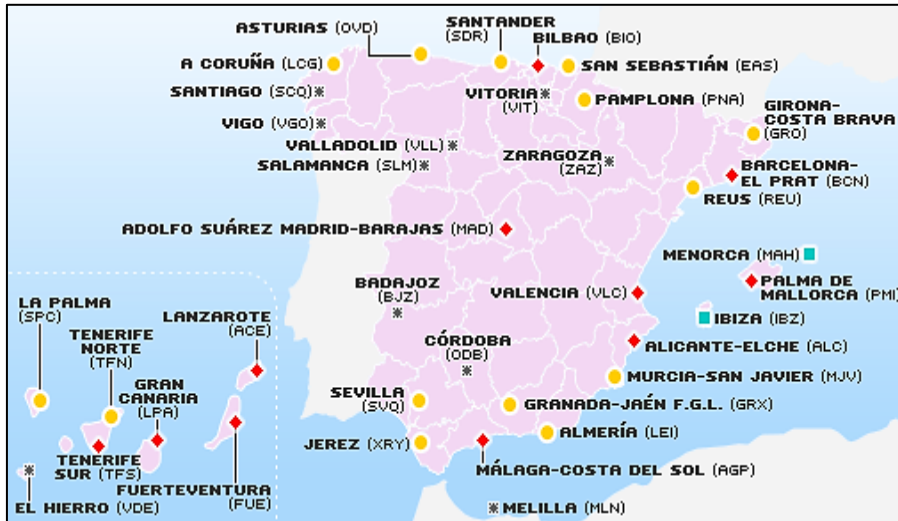 ASTURIAS (OVD)
SANTANDER
(SDR)
BILBAO (BIO)
A CORUÑA (LCG)
SAN SEBASTIÁN (EAS)
SANTIAGO (SCQ)
VITORIA
(VIT)
PAMPLONA (PNA)
GIRONA-
COSTA BRAVA
(GRO)
VIGO (VGO)
VALLADOLID (VLL)
SALAMANCA (SLM)
ZARAGOZA
(ZAZ)
BARCELONA-
EL PRAT (BCN)
REUS (REU)
ADOLFO SUÁREZ MADRID-BARAJAS (MAD)
MENORCA (MAH)
PALMA DE
MALLORCA (PMI)
BADAJOZ
(BJZ)
VALENCIA (VLC)
IBIZA (IBZ)
LA PALMA
(SPC)
LANZAROTE
(ACE)
TENERIFE
NORTE
(TFN)
CÓRDOBA
(ODB)
ALICANTE-ELCHE (ALC)
GRAN
CANARIA
(LPA)
MURCIA-SAN JAVIER (MJV)
SEVILLA
(SVQ)
GRANADA-JAÉN F.G.L. (GRX)
JEREZ (XRY)
ALMERÍA (LEI)
TENERIFE
SUR (TFS)
MÁLAGA-COSTA DEL SOL (AGP)
FUERTEVENTURA
(FUE)
EL HIERRO (VDE)
MELILLA (MLN)